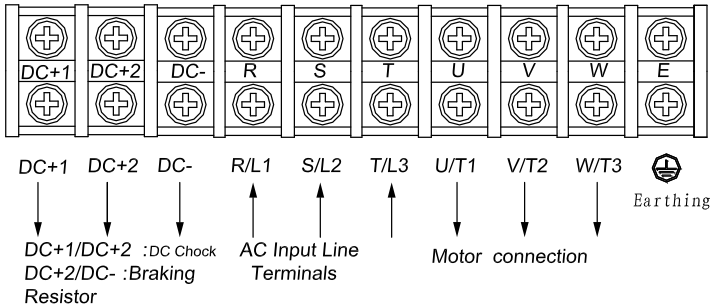 DC+1 DC+2 DC- R S T U V W E
DC+1 DC+2 DC- R/L1 S/L2 T/L3 U/T1 V/T2 W/T3
Earthing
DC+1/DC+2 :DC Chock
DC+2/DC- :Braking
Resistor
AC Input Line
Terminals
Motor connection